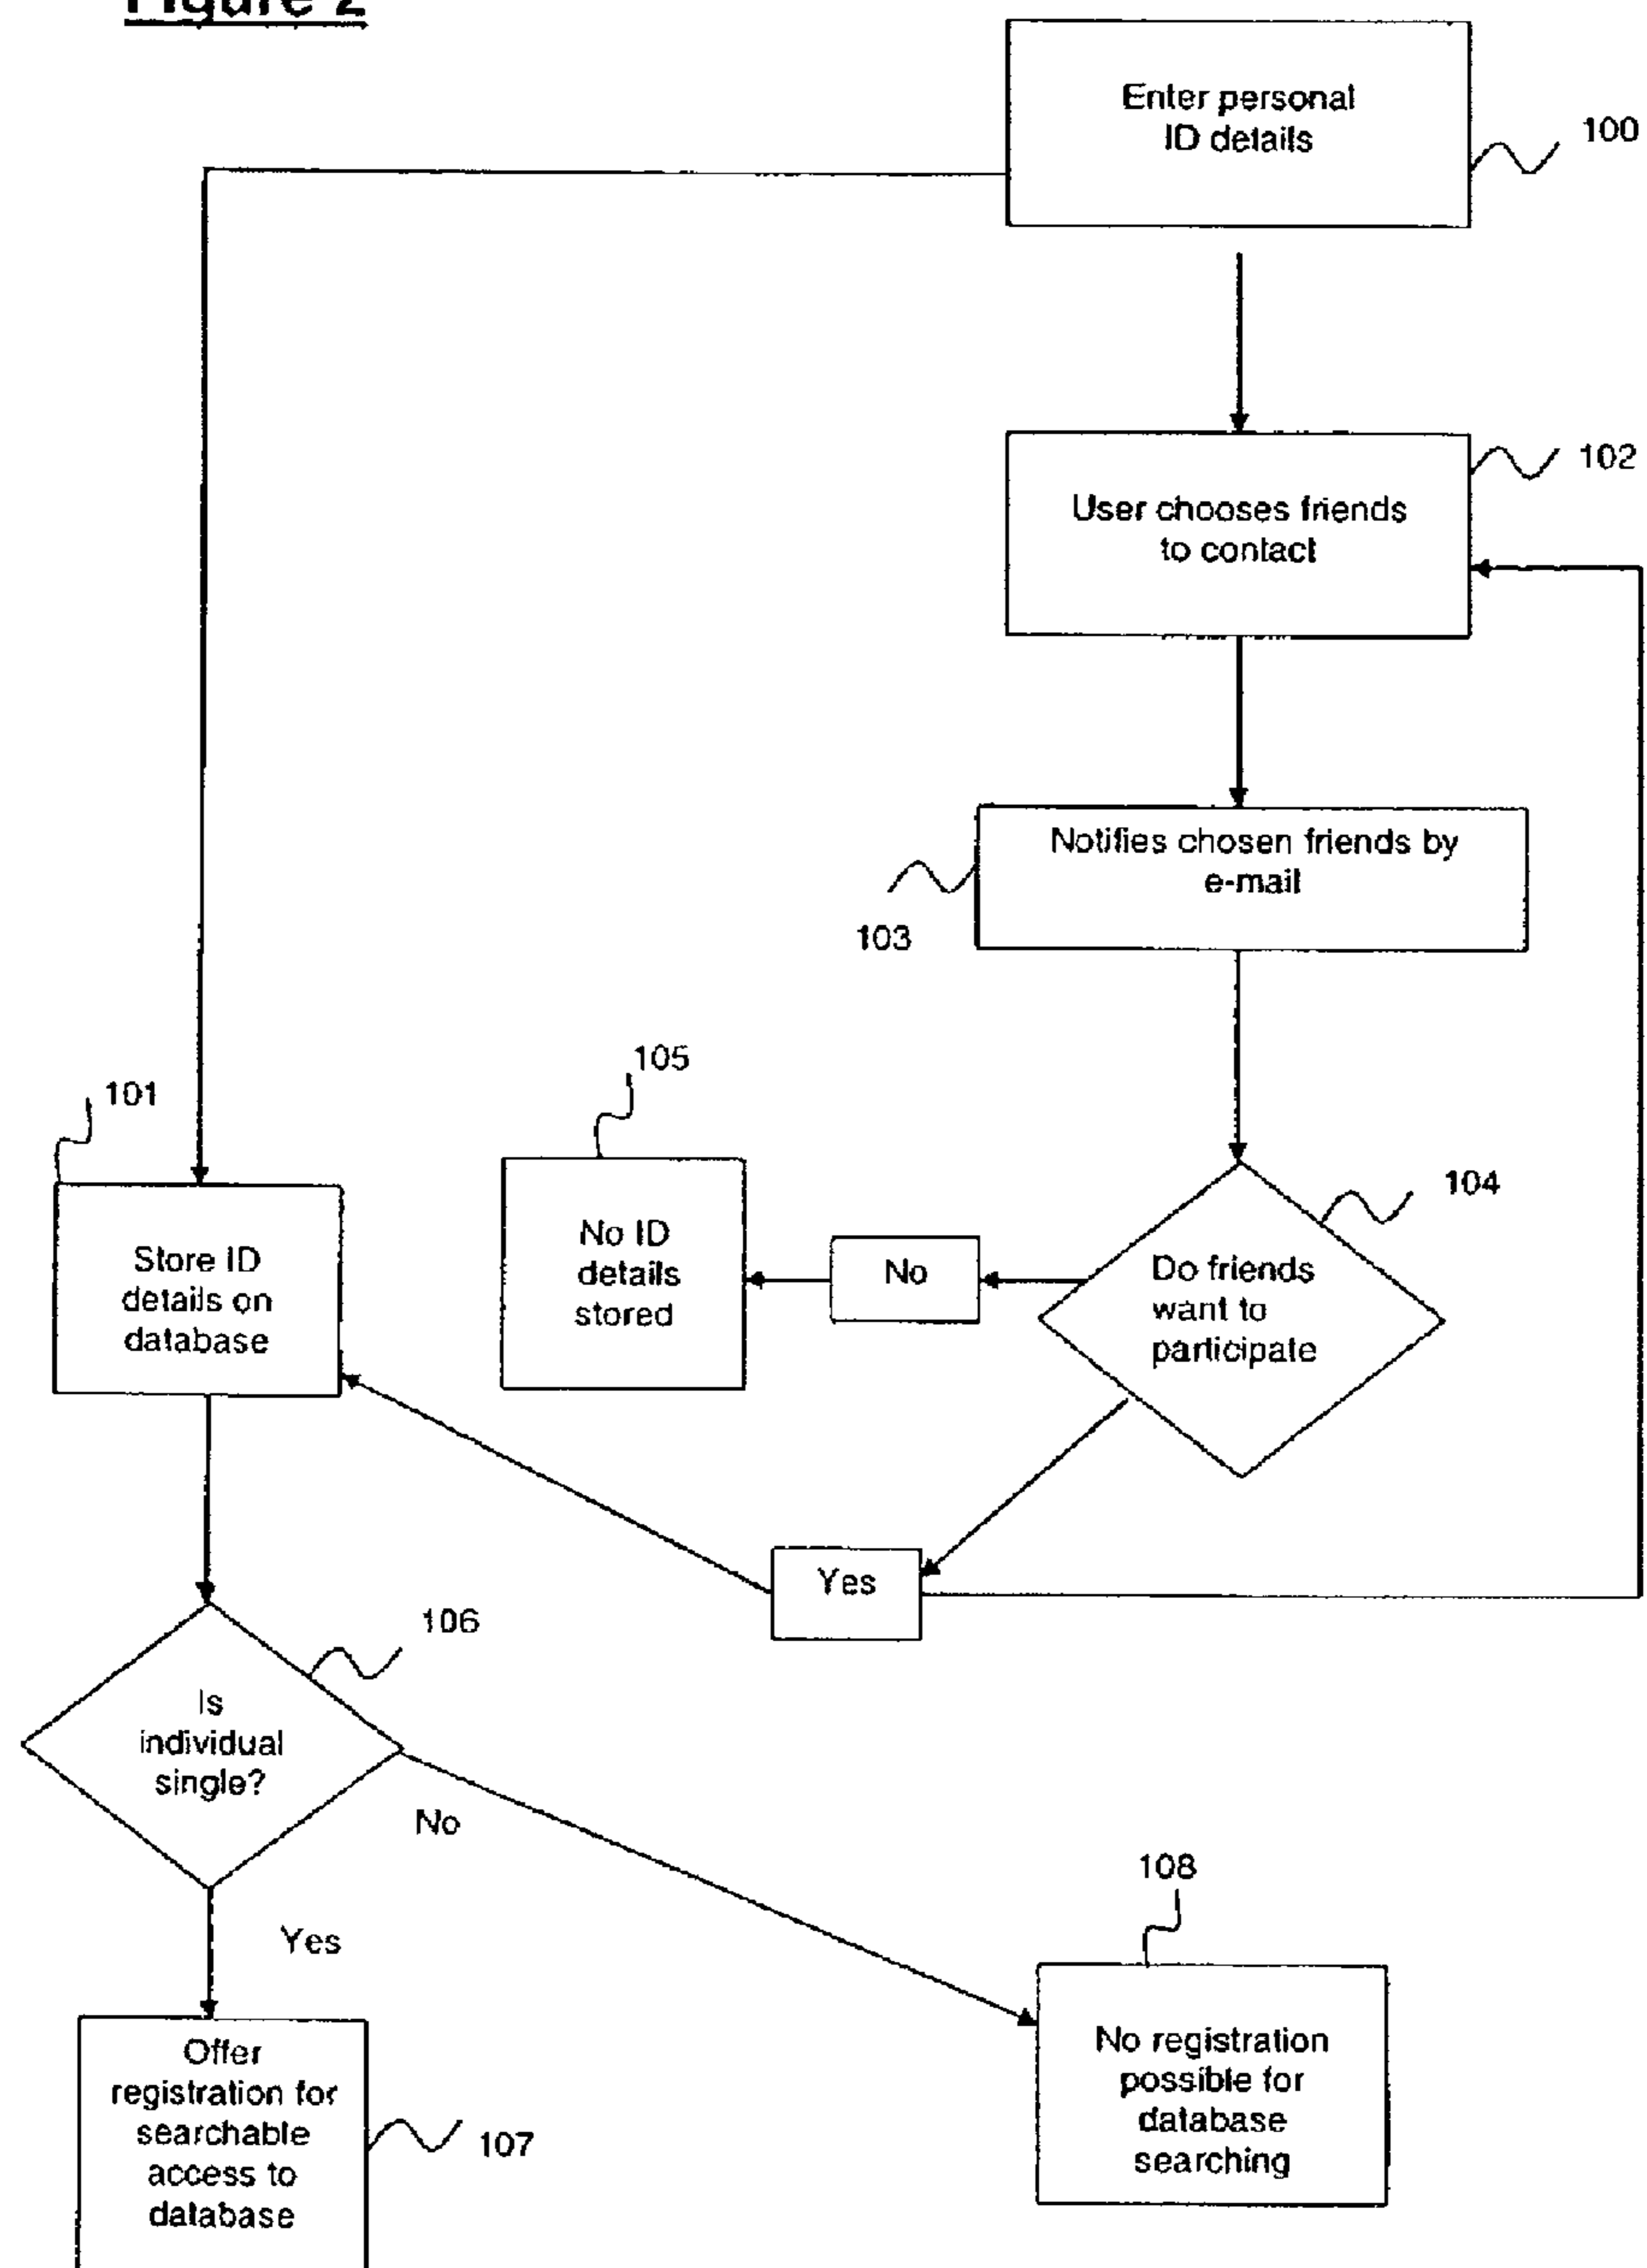 Figure 2
Enter personal
ID details
100
102
User chooses friends
to contact
Notifies chosen friends by
e-mail
103
105
101
104
No ID
details
stored
No
Do friends
want to
participate
Store ID
details on
database
Yes
106
Is
individual
single?
No
108
Yes
Offer
registration for
searchable
access to
database
107
No registration
possible for
database
searching